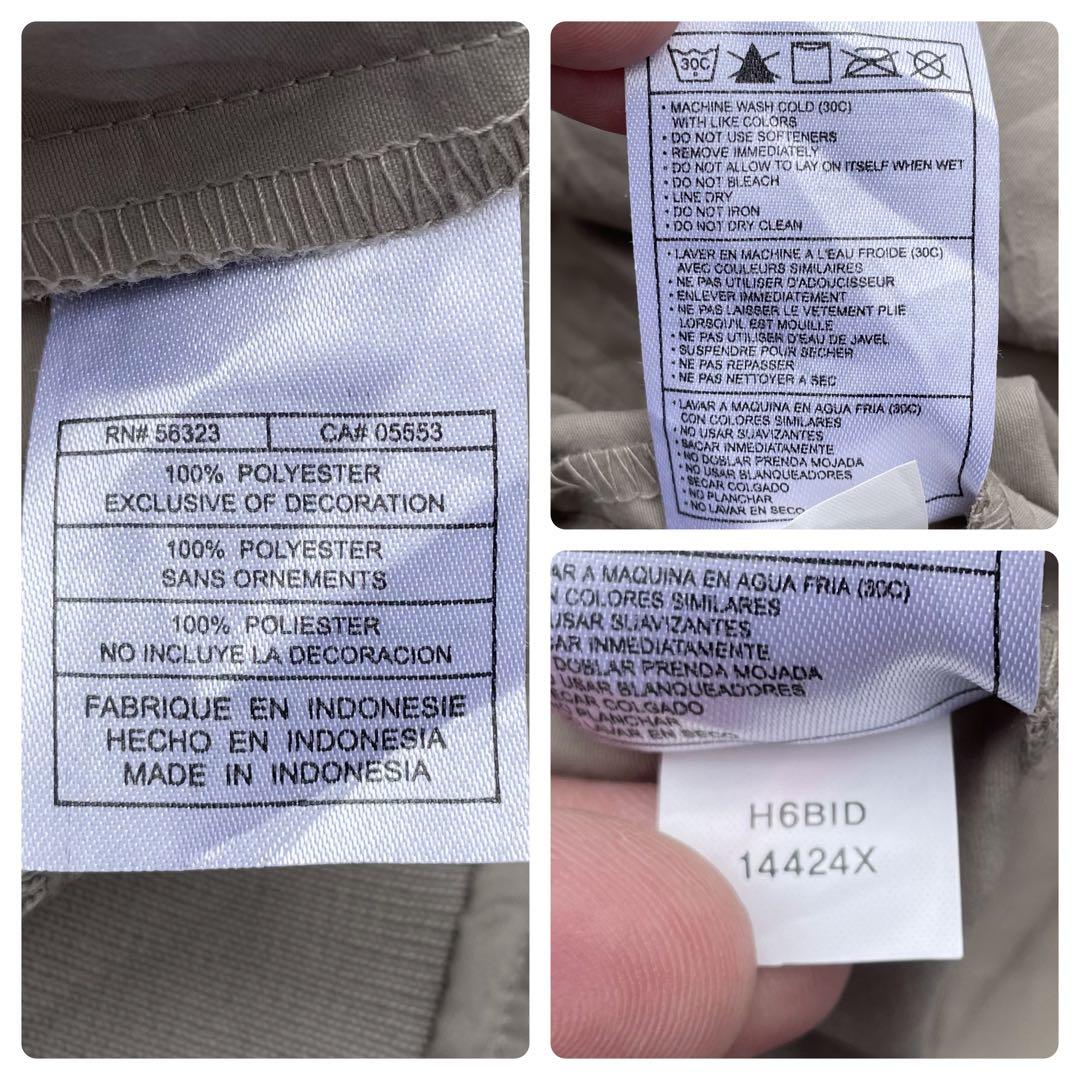 RN# 56323 CA# 05553
100% POLYESTER
EXCLUSIVE OF DECORATION
100% POLYESTER
SANS ORNEMENTS
100% POLIESTER
NO INCLUYE LA DECORACION
FABRIQUE EN INDONESIE
HECHO EN INDONESIA
MADE IN INDONESIA
30C
• MACHINE WASH COLD (30C)
WITH LIKE COLORS
• DO NOT USE SOFTENERS
• REMOVE IMMEDIATELY
• DO NOT ALLOW TO LAY ON ITSELF WHEN WET
• DO NOT BLEACH
• LINE DRY
• DO NOT IRON
• DO NOT DRY CLEAN
• LAVER EN MACHINE A L'EAU FROIDE (30C)
AVEC COULEURS SIMILAIRES
• NE PAS UTILISER D'ADOUCISSEUR
• ENLEVER IMMEDIATEMENT
• NE PAS LAISSER LE VETEMENT PLIE
LORSQU'IL EST MOUILLE
• NE PAS UTILISER D'EAU DE JAVEL
• SUSPENDRE POUR SECHER
• NE PAS REPASSER
• NE PAS NETTOYER A SEC
• LAVAR A MAQUINA EN AGUA FRIA (30C)
CON COLORES SIMILARES
• NO USAR SUAVIZANTES
• SACAR INMEDIATAMENTE
• NO DOBLAR PRENDA MOJADA
• NO USAR BLANQUEADORES
• SECAR COLGADO
• NO PLANCHAR
• NO LAVAR EN SECO
AR A MAQUINA EN AGUA FRIA (30C)
N COLORES SIMILARES
USAR SUAVIZANTES
CAR INMEDIATAMENTE
DOBLAR PRENDA MOJADA
USAR BLANQUEADORES
ECAR COLGADO
O PLANCHAR
LAVAR EN SECO
H6BID
14424X